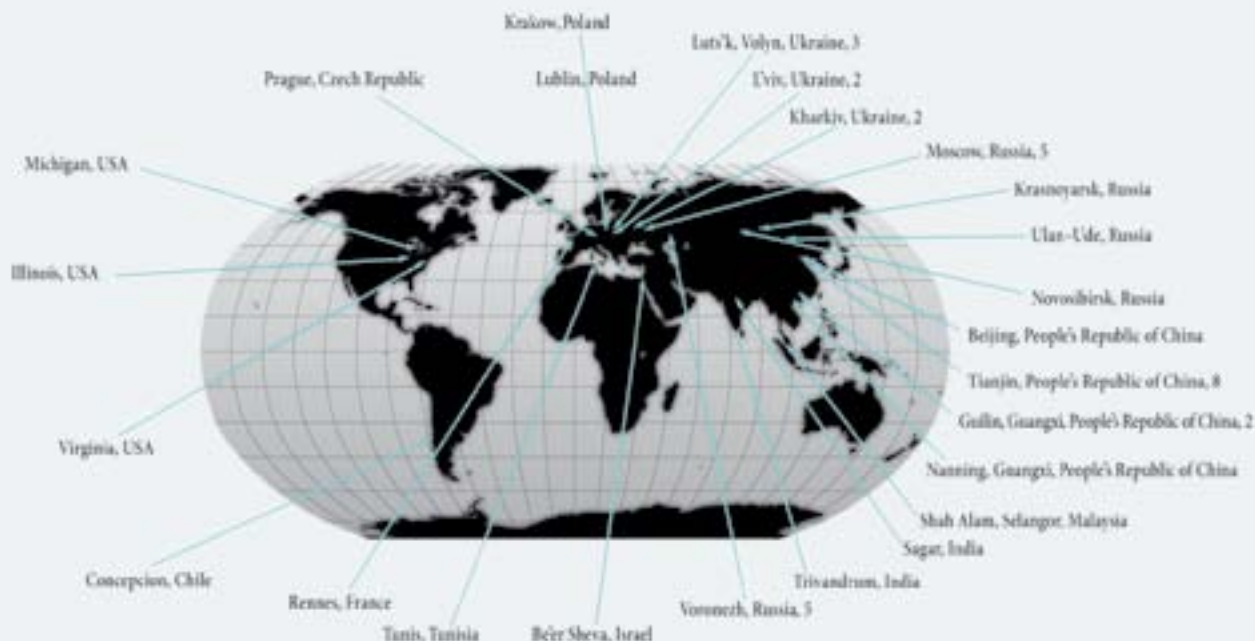 Krakow, Poland
Luts'k, Volyn, Ukraine, 3
Prague, Czech Republic
Lublin, Poland
L'viv, Ukraine, 2
Kharkiv, Ukraine, 2
Michigan, USA
Moscow, Russia, 5
Krasnoyarsk, Russia
Ulan-Ude, Russia
Illinois, USA
Novosibirsk, Russia
Beijing, People's Republic of China
Tianjin, People's Republic of China, 8
Guilin, Guangxi, People's Republic of China, 2
Virginia, USA
Nanning, Guangxi, People's Republic of China
Shah Alam, Selangor, Malaysia
Sagar, India
Concepcion, Chile
Trivandrum, India
Rennes, France
Voronezh, Russia, 5
Tunis, Tunisia
Be'er Sheva, Israel